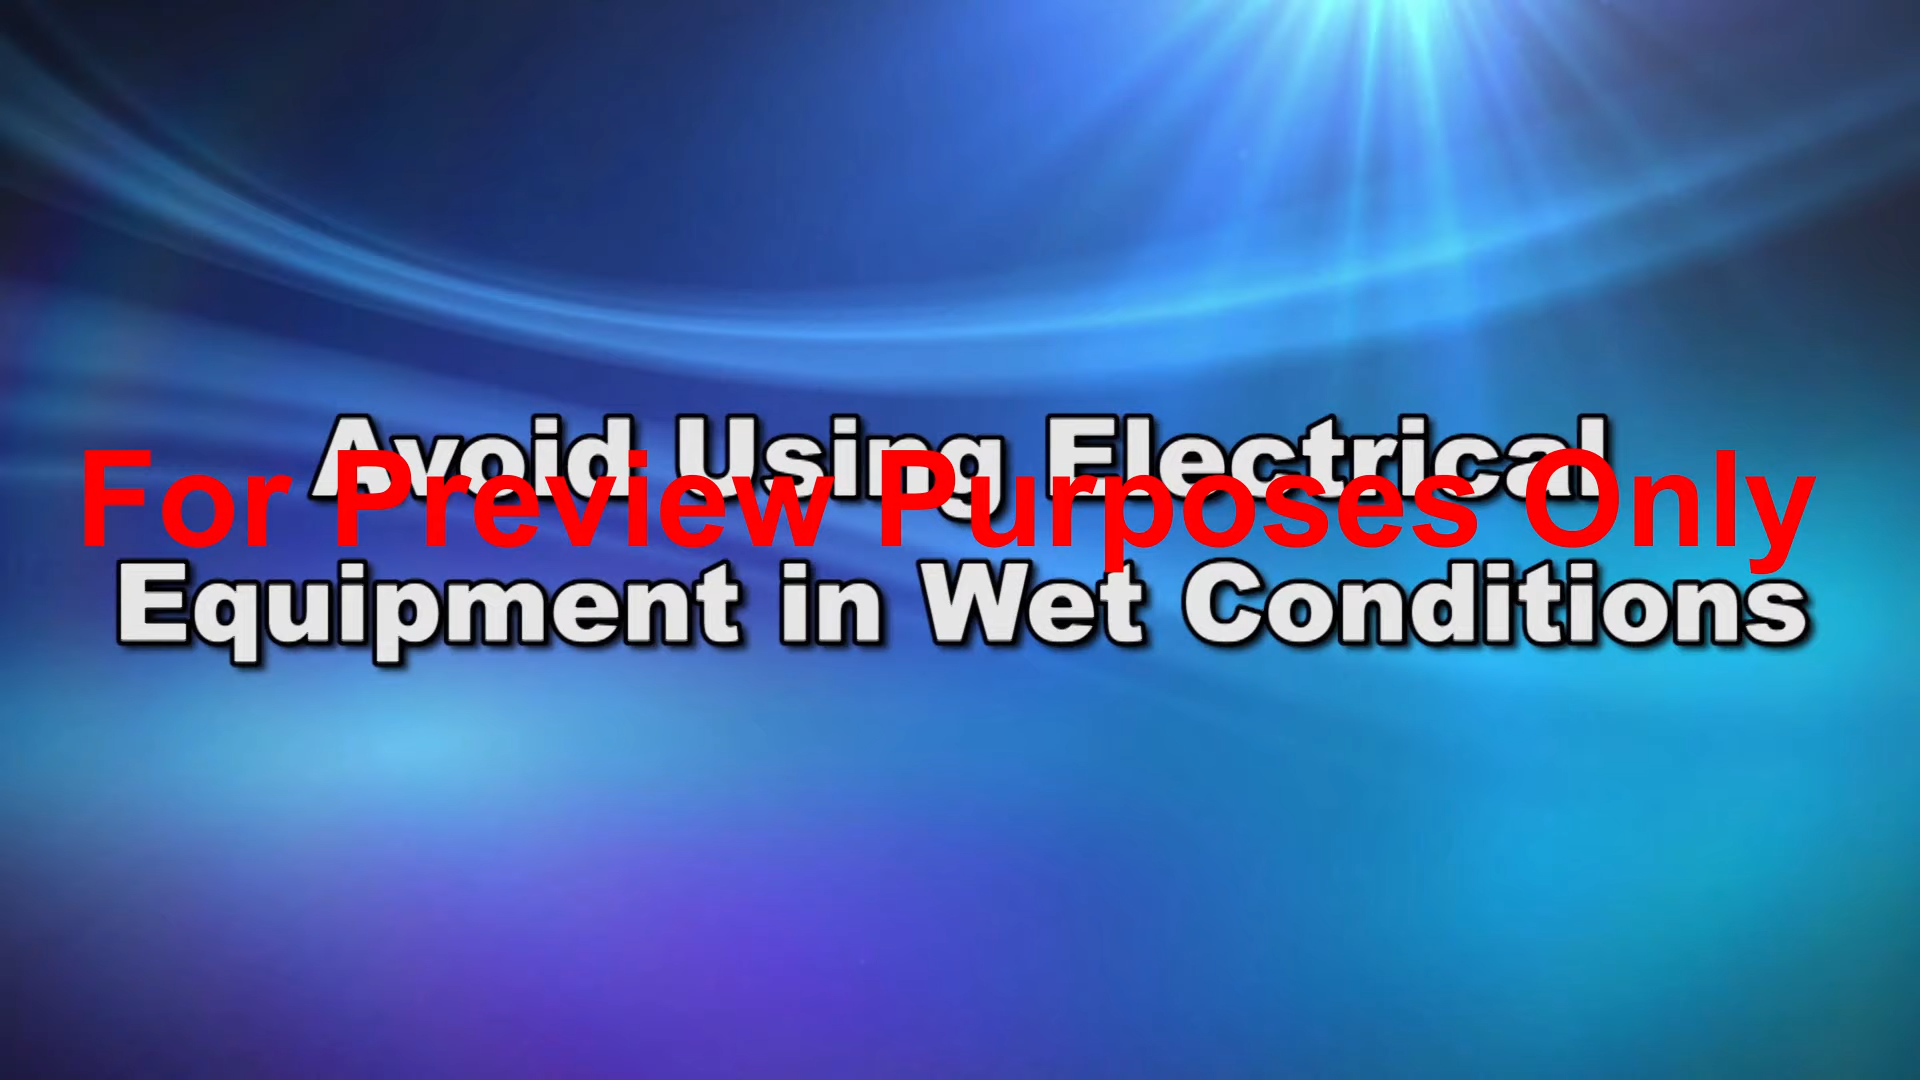 Avoid Using Electrical
For Preview Purposes Only
Equipment in Wet Conditions